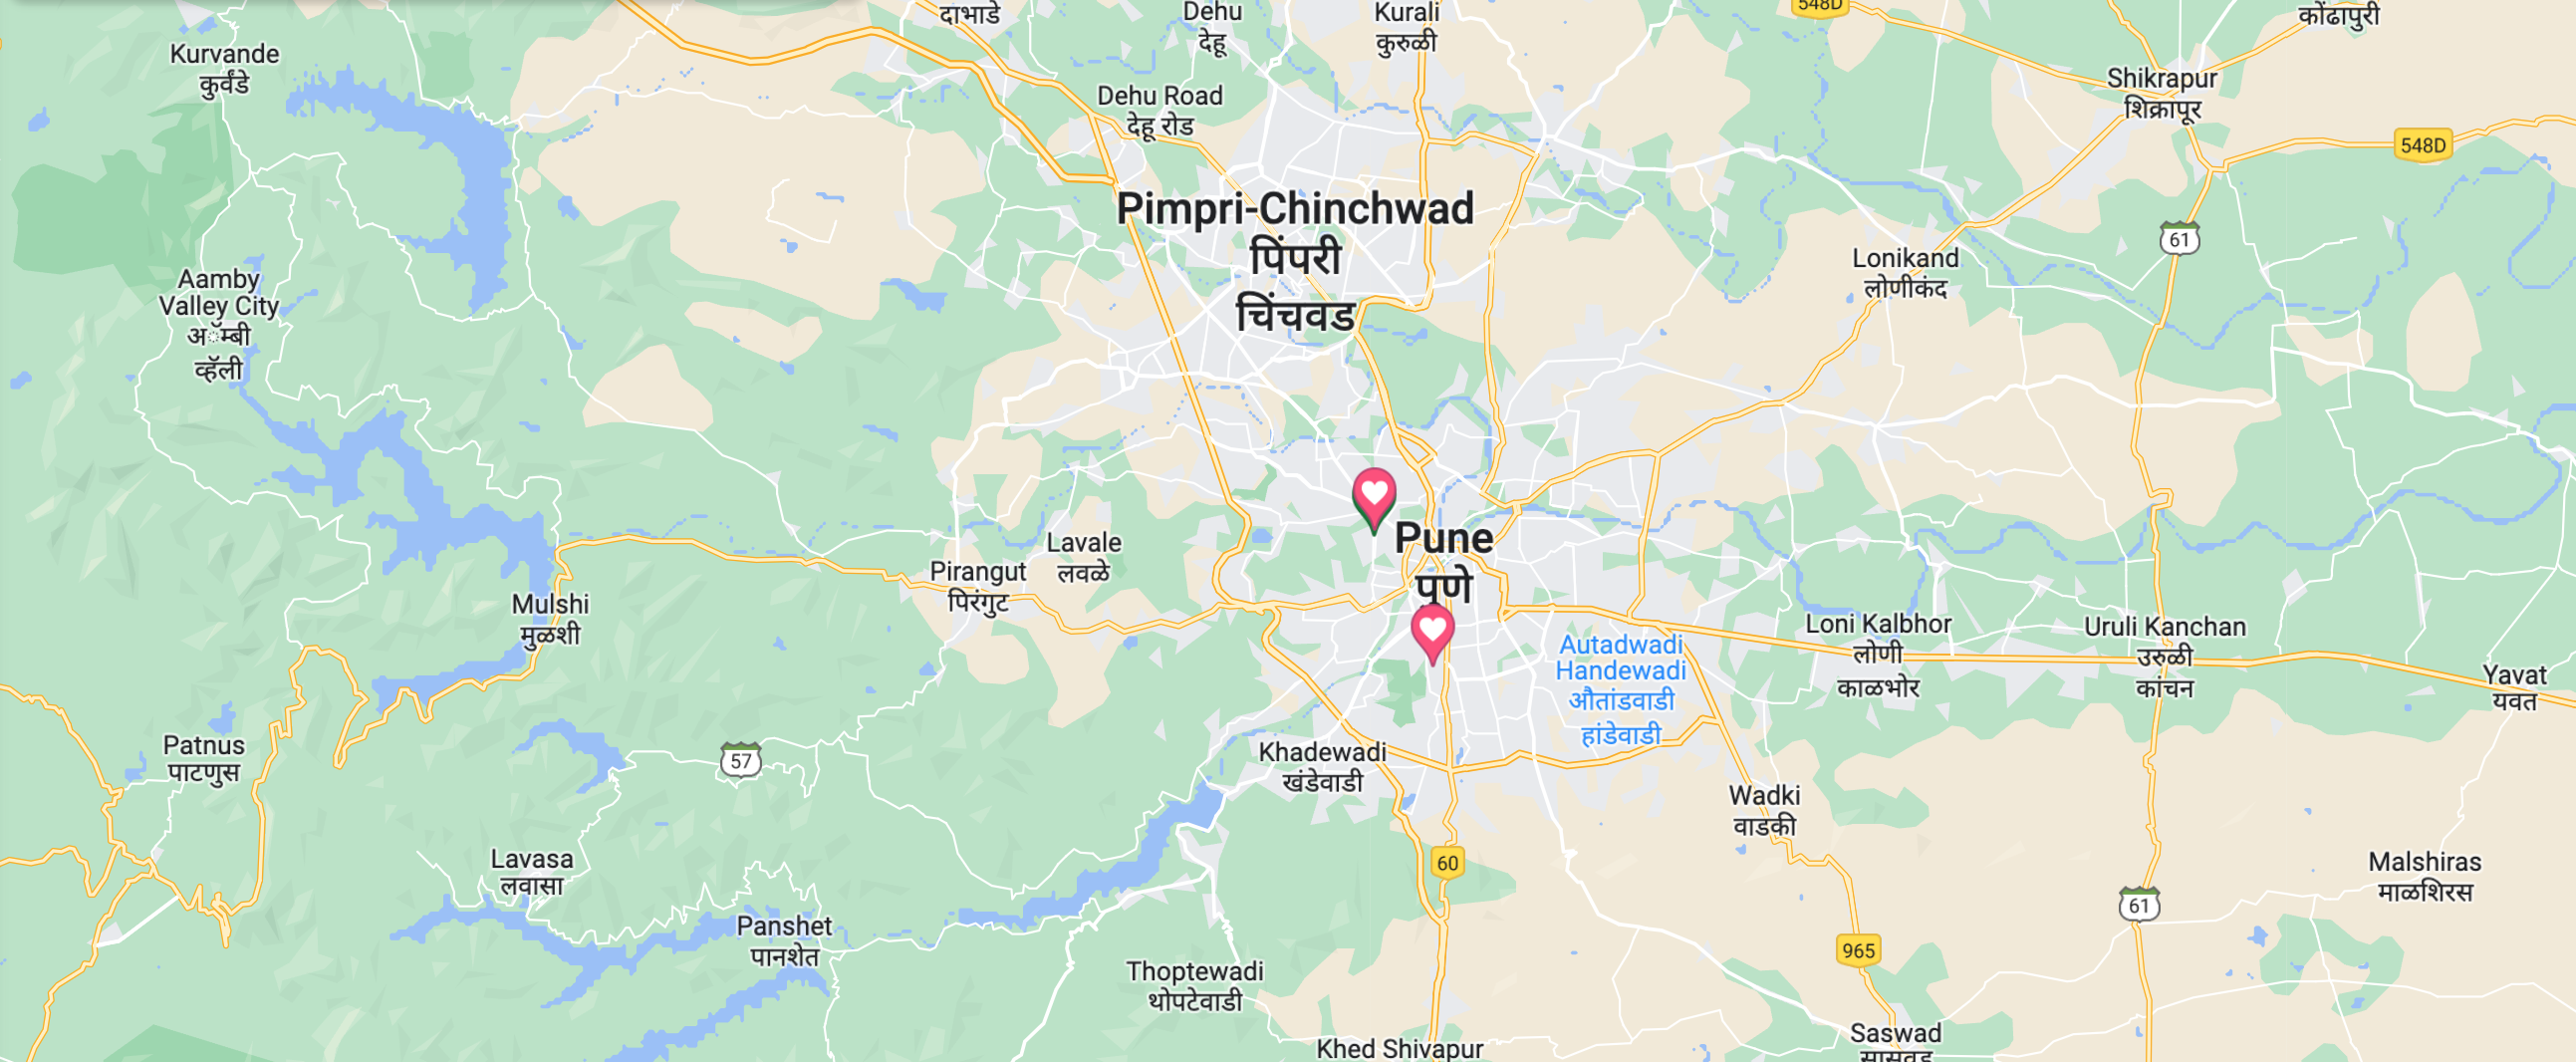 दाभाडे
Dehu
देहू
Kurali
कुरुळी
548D
कोंढापुरी
Kurvande
कुर्वंडे
Dehu Road
देहू रोड
Shikrapur
शिक्रापूर
548D
Pimpri-Chinchwad
पिंपरी
चिंचवड
61
Lonikand
लोणीकंद
Aamby
Valley City
अॅम्बी
व्हॅली
Pune
पुणे
Lavale
लवळे
Pirangut
पिरंगुट
Mulshi
मुळशी
Autadwadi
Handewadi
औतांडवाडी
हांडेवाडी
Loni Kalbhor
लोणी
काळभोर
Uruli Kanchan
उरुळी
कांचन
Yavat
यवत
Patnus
पाटणुस
57
Khadewadi
खंडेवाडी
Wadki
वाडकी
Lavasa
लवासा
60
Malshiras
माळशिरस
61
Panshet
पानशेत
965
Thoptewadi
थोपटेवाडी
Khed Shivapur
Saswad
सासवड